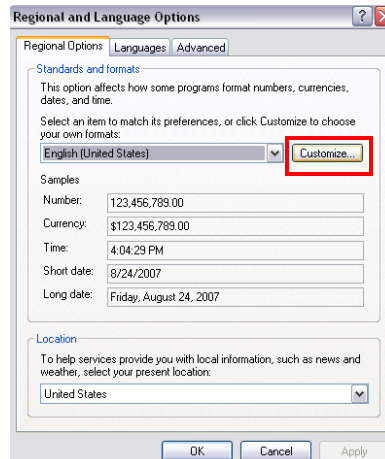 Regional and Language Options
Regional Options Languages Advanced
Standards and formats
This option affects how some programs format numbers, currencies,
dates, and time.
Select an item to match its preferences, or click Customize to choose
your own formats:
English (United States) Customize...
Samples
Number: 123,456,789.00
Currency: $123,456,789.00
Time: 4:04:29 PM
Short date: 8/24/2007
Long date: Friday, August 24, 2007
Location
To help services provide you with local information, such as news and
weather, select your present location:
United States
OK Cancel Apply